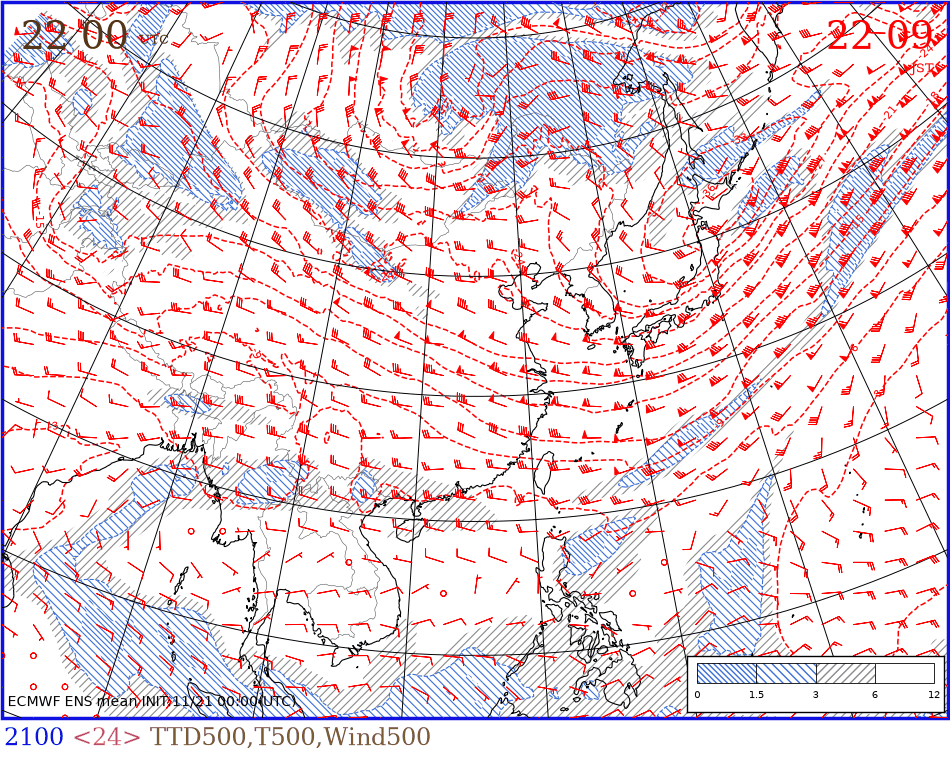 22 00 UTC
22 09 JST
0 1.5 3 6 12
ECMWF ENS mean,INIT:11/21 00:00(UTC)
2100 <24> TTD500,T500,Wind500